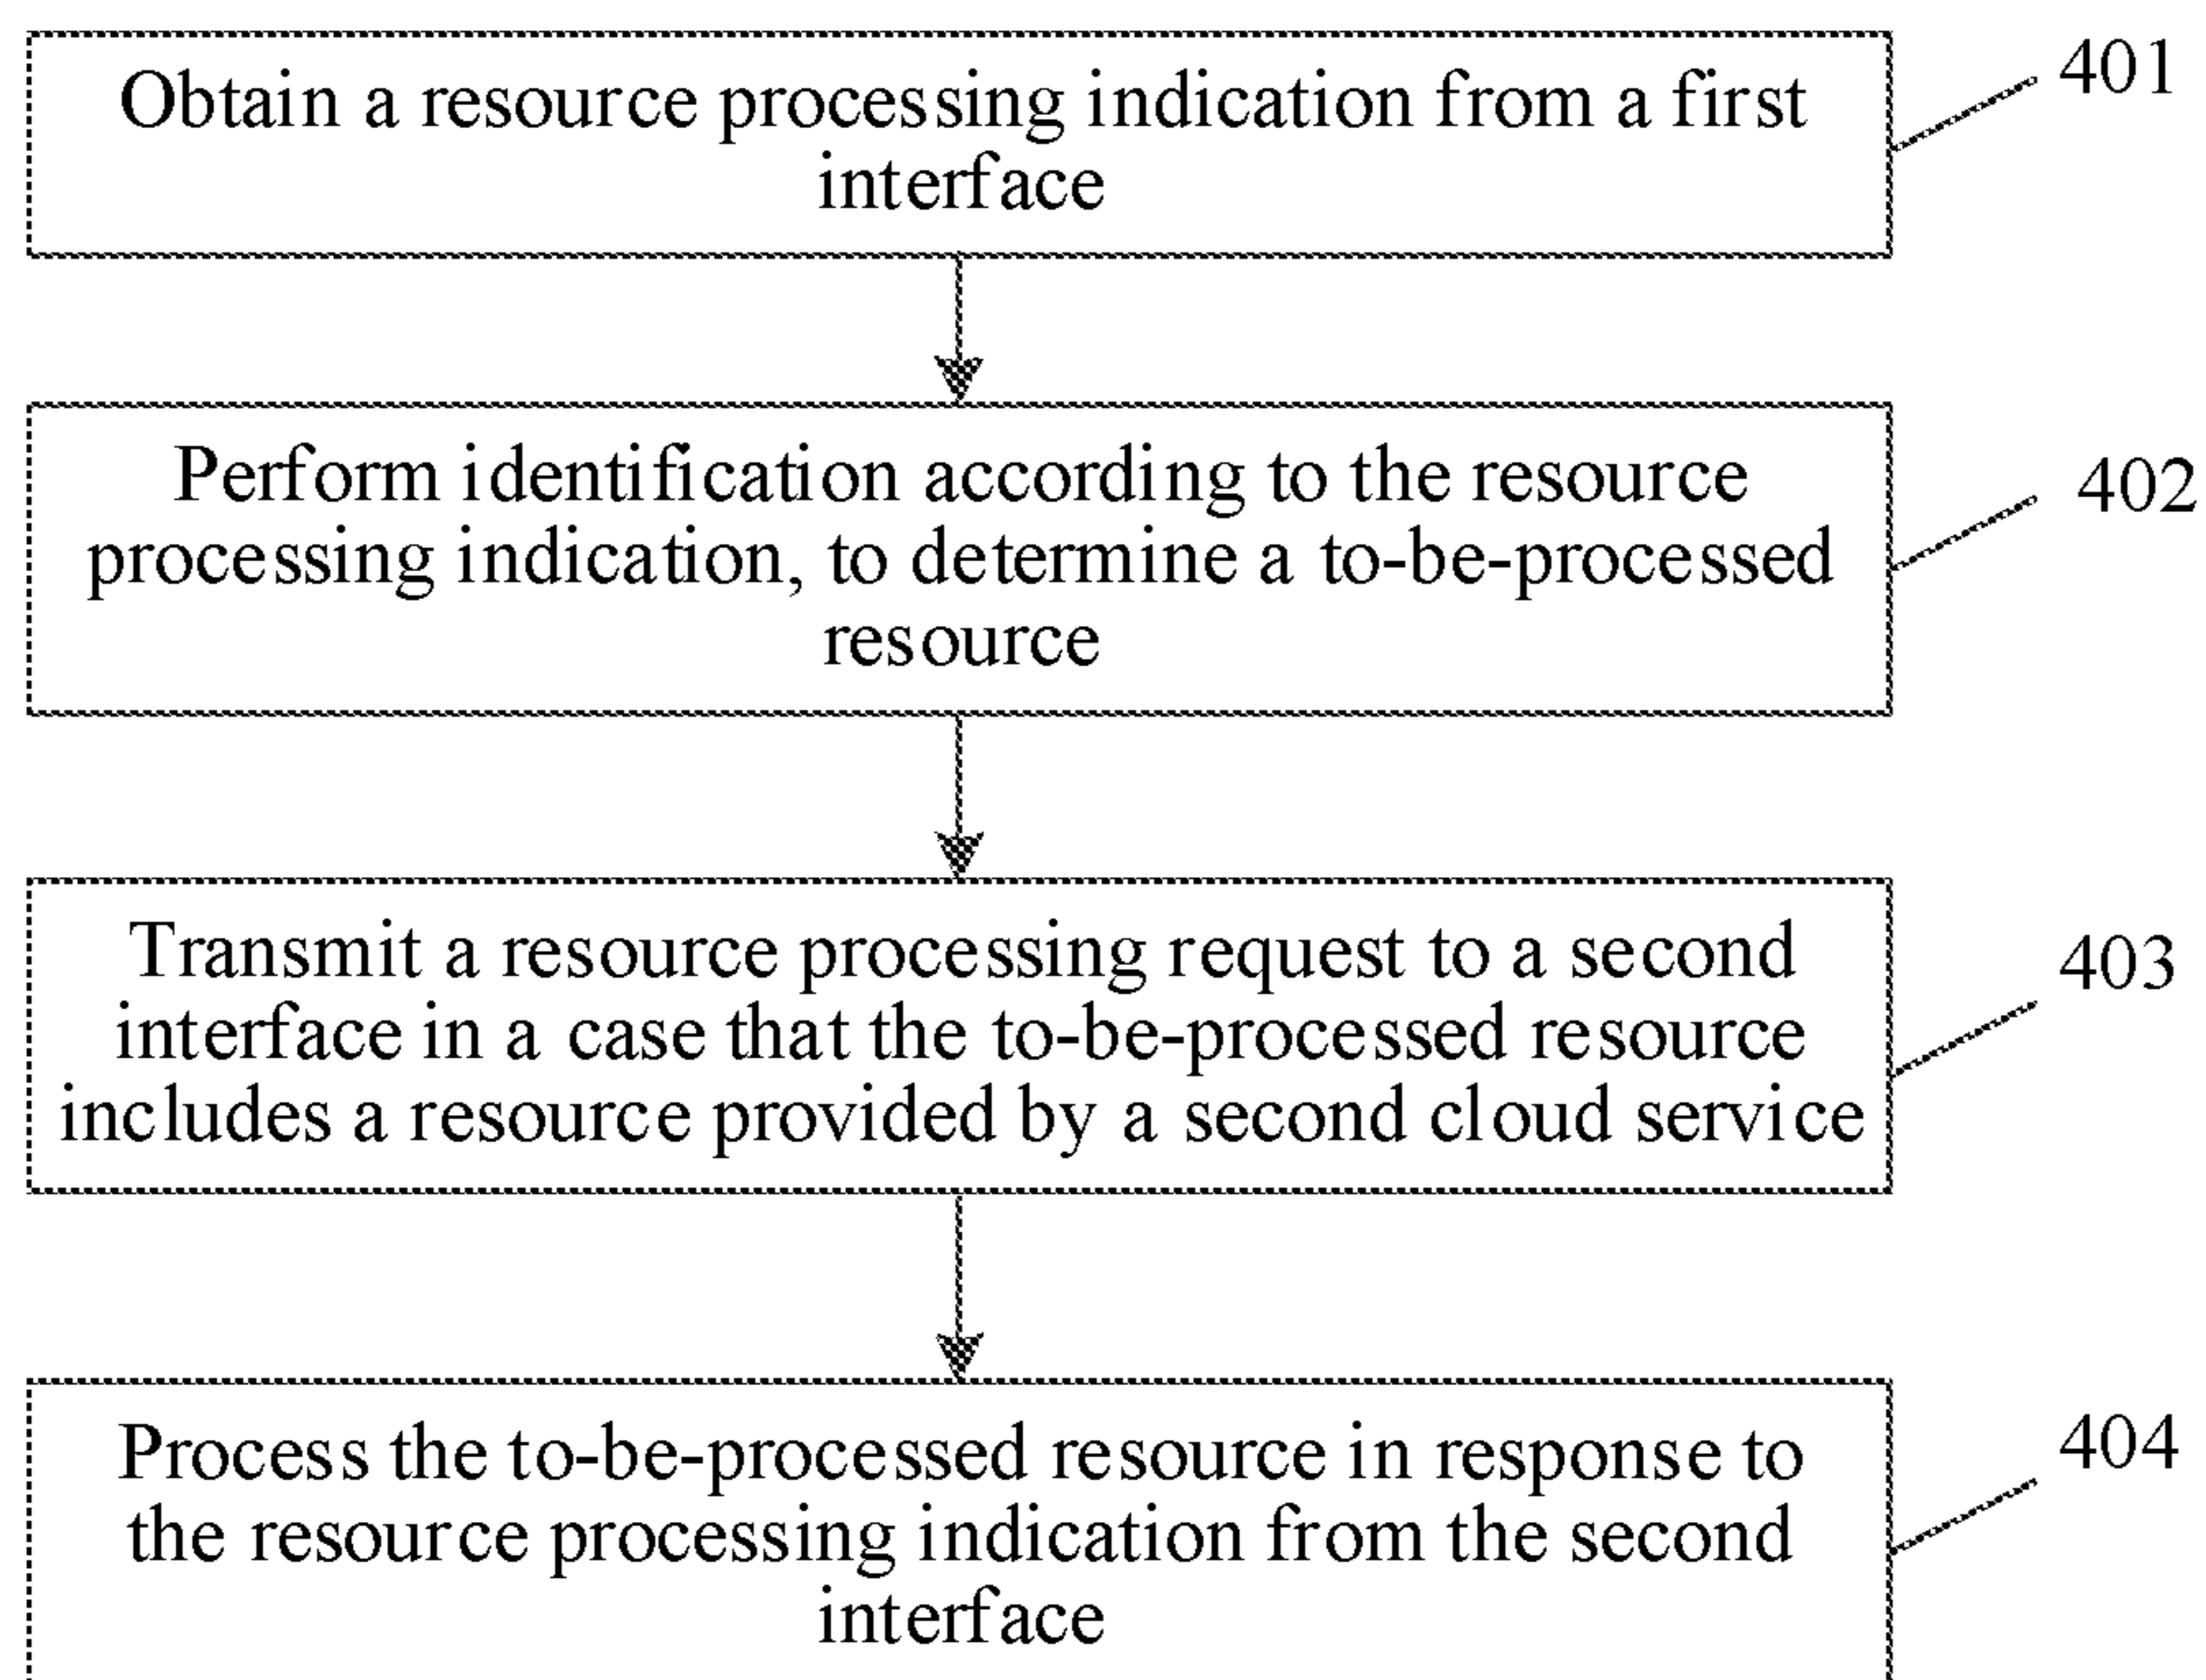 Obtain a resource processing indication from a first
interface
401
Perform identification according to the resource
processing indication, to determine a to-be-processed
resource
402
Transmit a resource processing request to a second
interface in a case that the to-be-processed resource
includes a resource provided by a second cloud service
403
Process the to-be-processed resource in response to
the resource processing indication from the second
interface
404